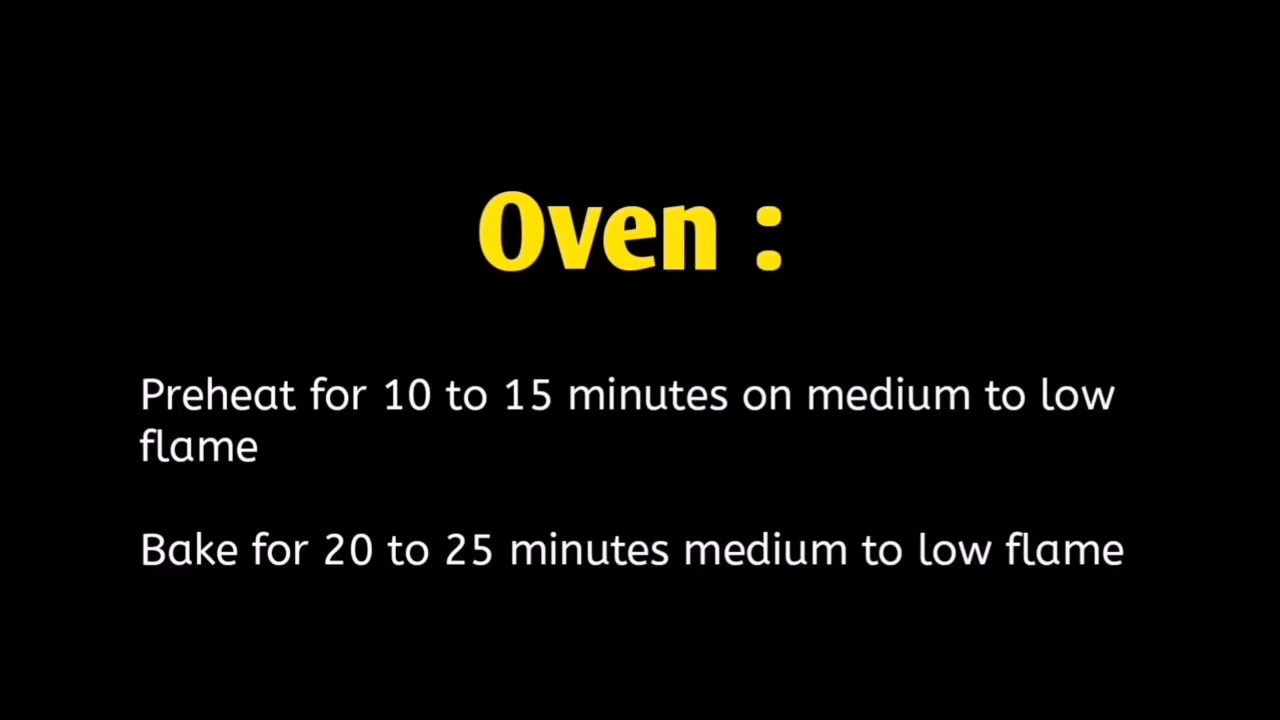 Oven :
Preheat for 10 to 15 minutes on medium to low
flame
Bake for 20 to 25 minutes medium to low flame